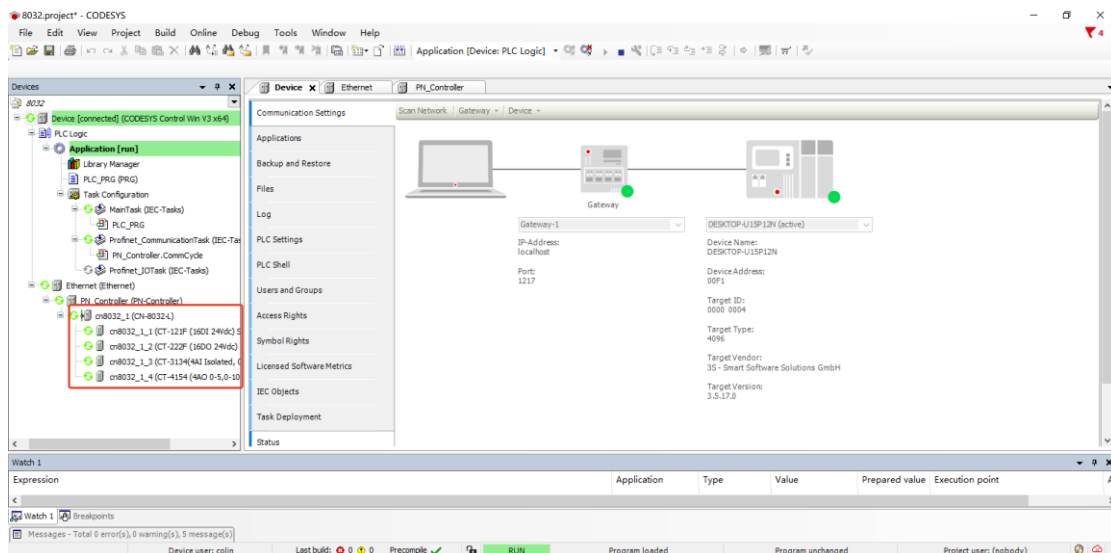 8032.project* - CODESYS
File Edit View Project Build Online Debug Tools Window Help
4
Application [Device: PLC Logic]
Devices
8032
Device [connected] (CODESYS Control Win V3 x64)
PLC Logic
Application [run]
Library Manager
PLC_PRG (PRG)
Task Configuration
MainTask (IEC-Tasks)
PLC_PRG
Profinet_CommunicationTask (IEC-Tas
PN_Controller.CommCycle
Profinet_IOTask (IEC-Tasks)
Ethernet (Ethernet)
PN_Controller (PN-Controller)
cn8032_1 (CN-8032-L)
cn8032_1_1 (CT-121F (16DI 24Vdc) S
cn8032_1_2 (CT-222F (16DO 24Vdc)
cn8032_1_3 (CT-3134(4AI Isolated, 0
cn8032_1_4 (CT-4154 (4AO 0-5,0-10
Device Ethernet PN_Controller
Communication Settings
Applications
Backup and Restore
Files
Log
PLC Settings
PLC Shell
Users and Groups
Access Rights
Symbol Rights
Licensed Software Metrics
IEC Objects
Task Deployment
Status
Scan Network Gateway Device
Gateway
Gateway-1
IP-Address:
localhost
Port:
1217
DESKTOP-U15P12N (active)
Device Name:
DESKTOP-U15P12N
Device Address:
00F1
Target ID:
0000 0004
Target Type:
4096
Target Vendor:
3S - Smart Software Solutions GmbH
Target Version:
3.5.17.0
Watch 1
Expression Application Type Value Prepared value Execution point
Watch 1 Breakpoints
Messages - Total 0 error(s), 0 warning(s), 5 message(s)
Device user: colin Last build: 0 0 Precompile RUN Program loaded Program unchanged Project user: (nobody)